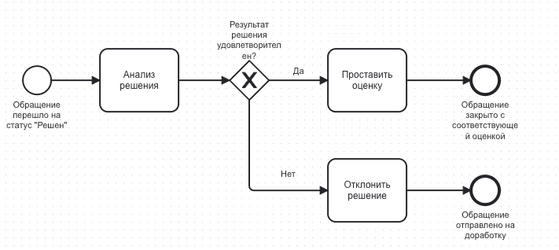 Результат
решения
удовлетворител
ен?
Анализ
решения
Да
Проставить
оценку
Обращение
перешло на
статус "Решен"
Обращение
закрыто с
соответствующе
й оценкой
Нет
Отклонить
решение
Обращение
отправлено на
доработку